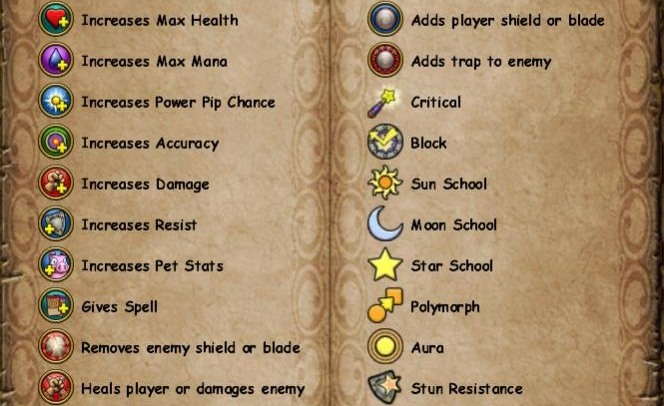 Increases Max Health
Increases Max Mana
Increases Power Pip Chance
Increases Accuracy
Increases Damage
Increases Resist
Increases Pet Stats
Gives Spell
Removes enemy shield or blade
Heals player or damages enemy
Adds player shield or blade
Adds trap to enemy
Critical
Block
Sun School
Moon School
Star School
Polymorph
Aura
Stun Resistance